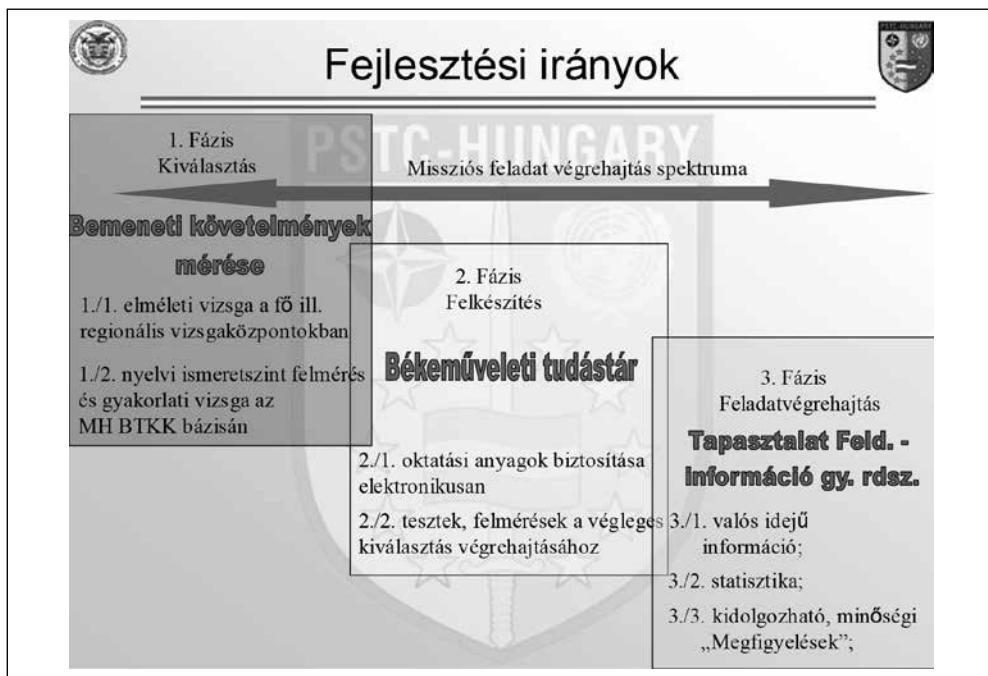 Fejlesztési irányok
PSTC-HUNGARY
PSTC-HUNGARY
1. Fázis
Kiválasztás
Missziós feladat végrehajtás spektruma
Bemeneti követelmények
mérése
1./1. elméleti vizsga a fő ill.
regionális vizsgaközpontokban
1./2. nyelvi ismeretszint felmérés
és gyakorlati vizsga az
MH BTKK bázisán
2. Fázis
Felkészítés
Békeműveleti tudástár
2./1. oktatási anyagok biztosítása
elektronikusan
2./2. tesztek, felmérések a végleges
kiválasztás végrehajtásához
3. Fázis
Feladatvégrehajtás
Tapasztalat Feld. -
információ gy. rdsz.
3./1. valós idejű
információ;
3./2. statisztika;
3./3. kidolgozható, minőségi
„Megfigyelések”;